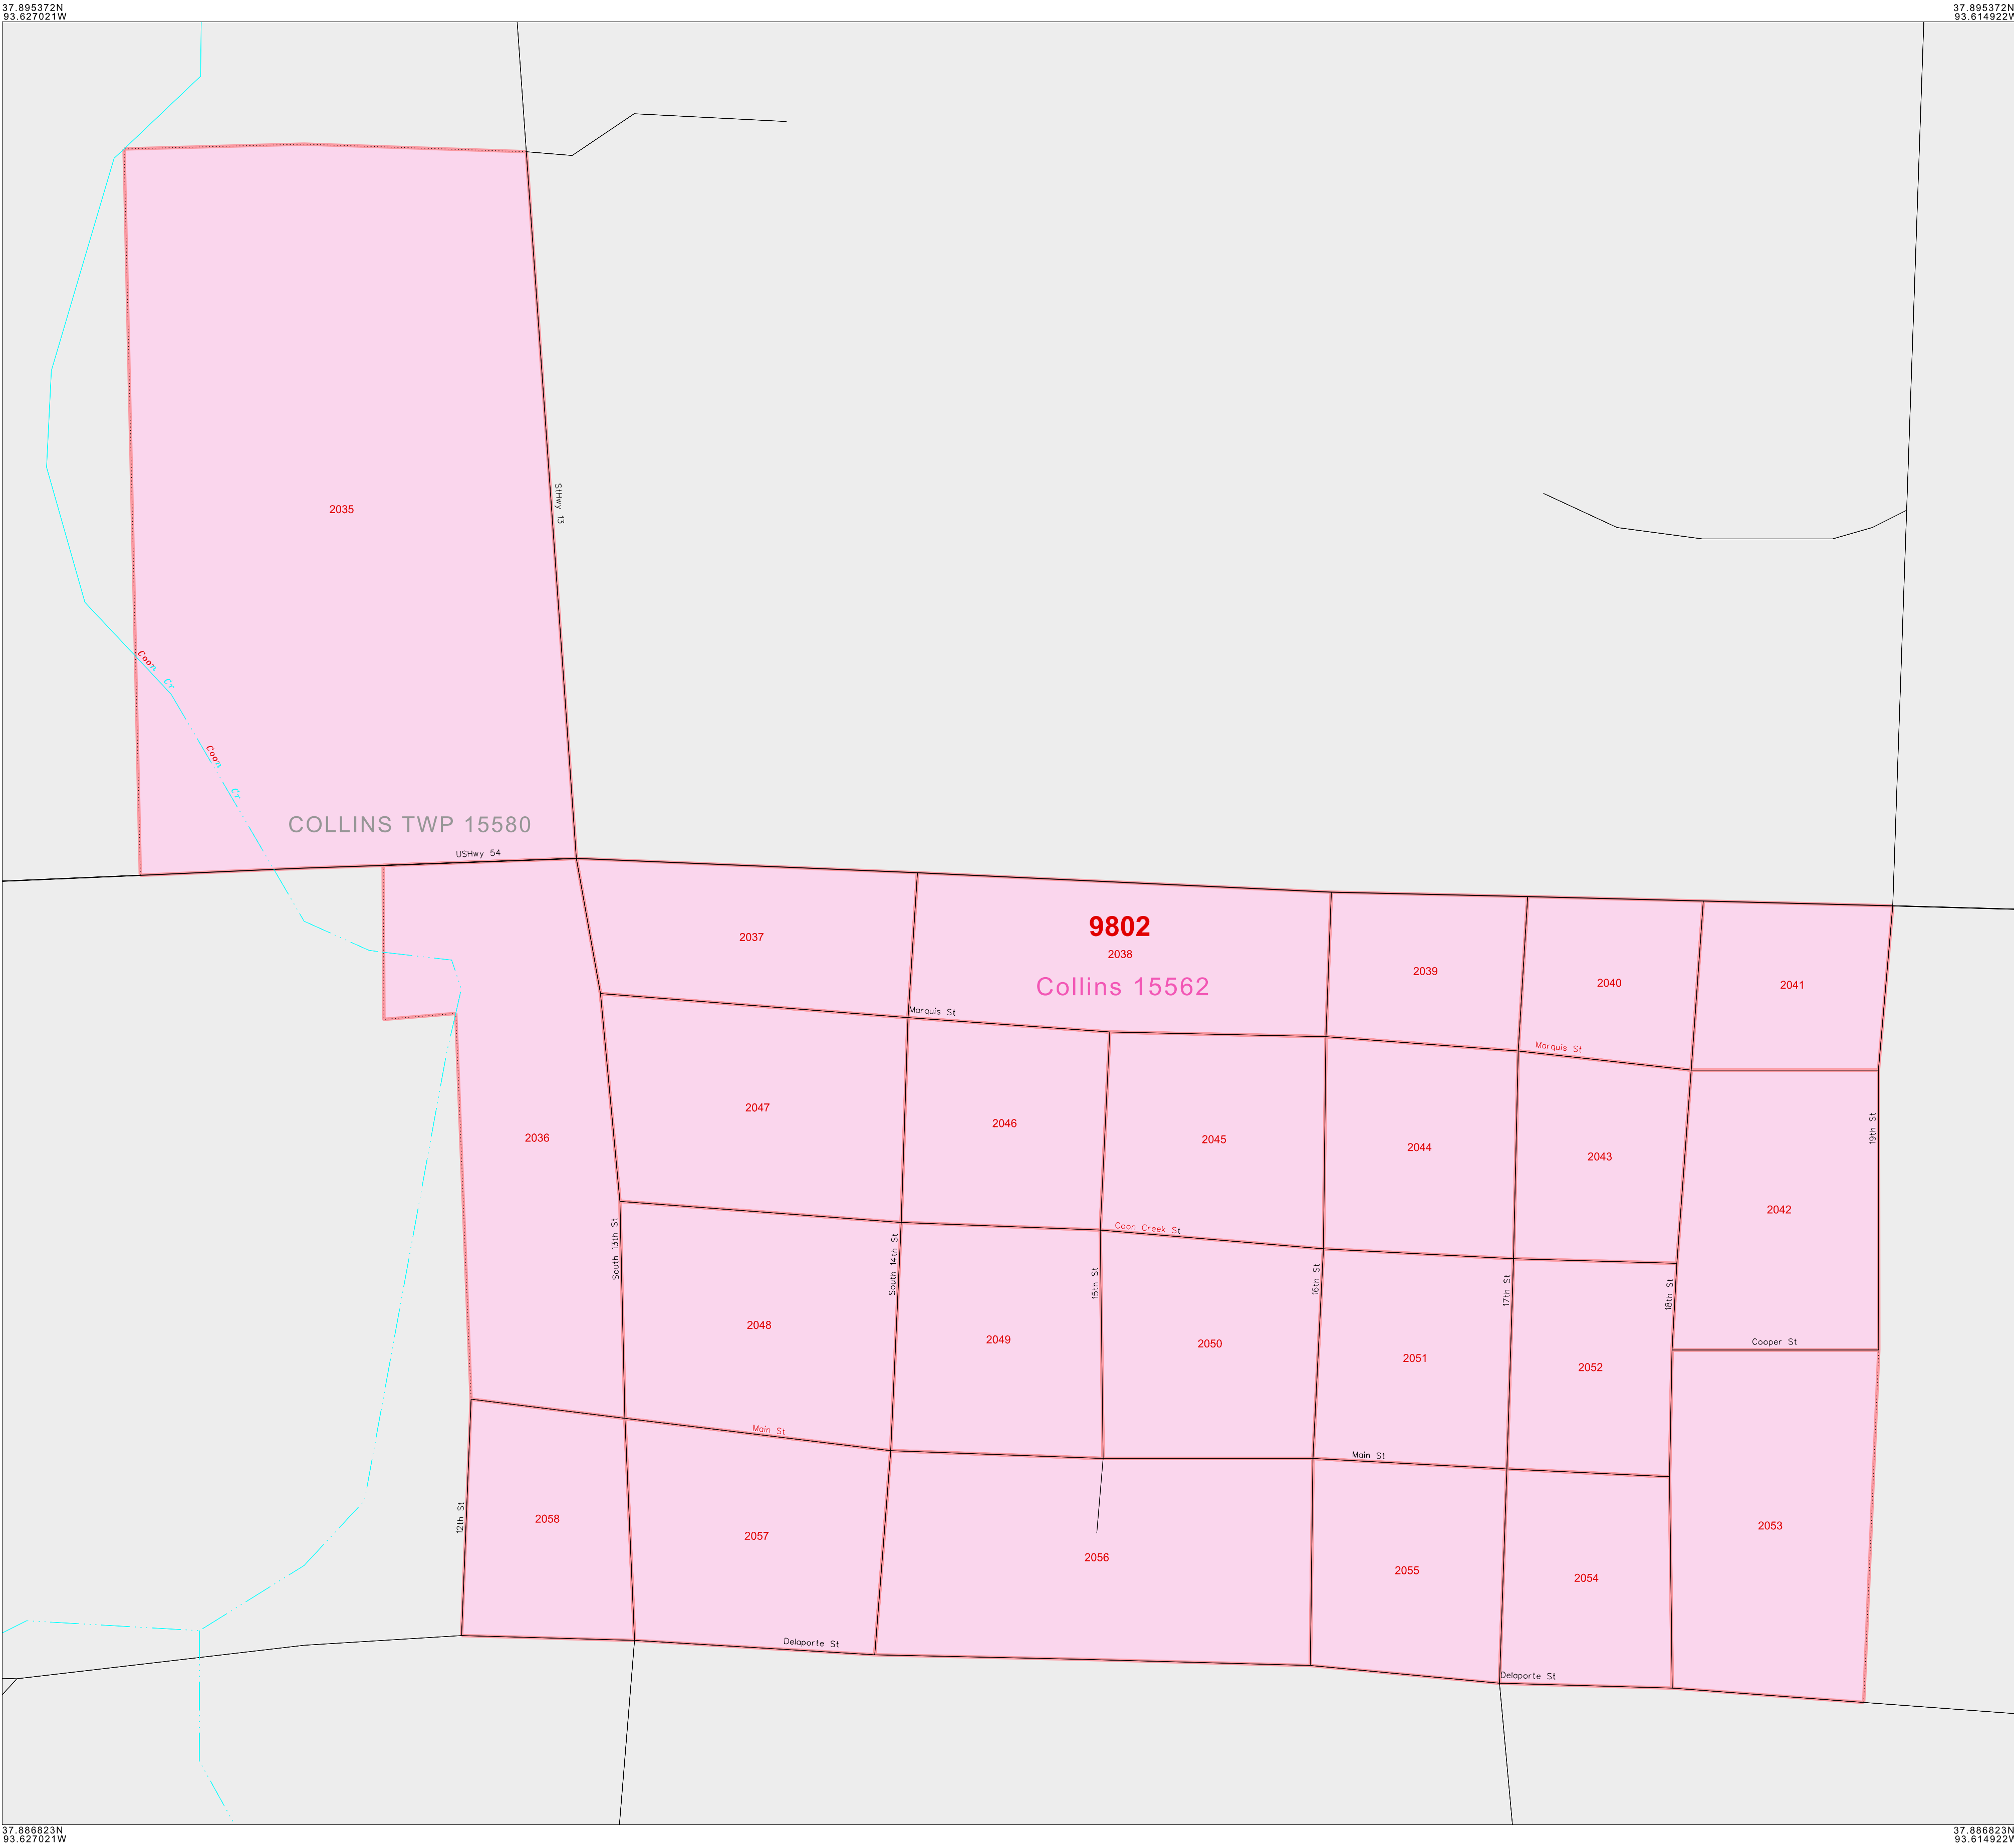 37.895372N
93.627021W
37.895372N
93.614922W
2035
StHwy 13
Coon Cr
Coon Cr
COLLINS TWP 15580
USHwy 54
9802
2037
2038
2039
2040
2041
Collins 15562
Marquis St
Marquis St
2036
2047
2046
2045
2044
2043
2042
19th St
Coon Creek St
South 13th St
South 14th St
15th St
16th St
17th St
18th St
Cooper St
2048
2049
2050
2051
2052
Main St
Main St
12th St
2058
2057
2056
2055
2054
2053
Delaporte St
Delaporte St
37.886823N
93.627021W
37.886823N
93.614922W